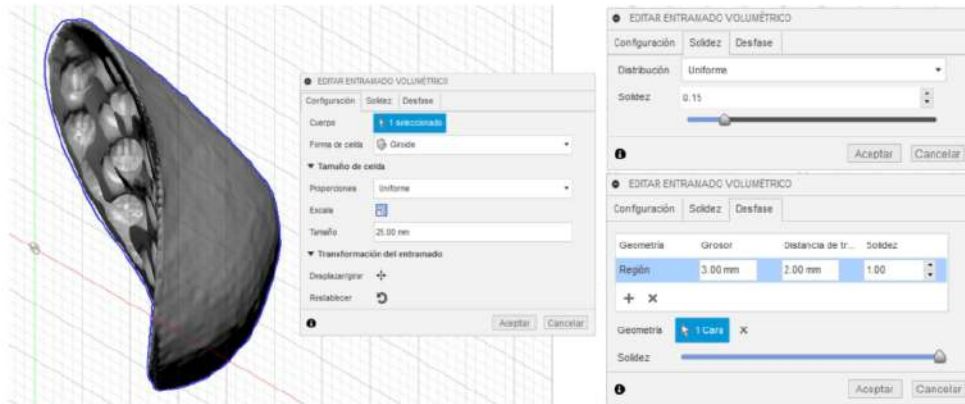 EDITAR ENTRAMADO VOLUMÉTRICO
Configuración Solidez Desfase
Cuerpo 1 seleccionado
Forma de celda Giroide
Tamaño de celda
Proporciones Uniforme
Escala
Tamaño 25.00 mm
Transformación del entramado
Desplazar/girar
Restablecer
Aceptar Cancelar
EDITAR ENTRAMADO VOLUMÉTRICO
Configuración Solidez Desfase
Distribución Uniforme
Solidez 0.15
Aceptar Cancelar
EDITAR ENTRAMADO VOLUMÉTRICO
Configuración Solidez Desfase
Geometría Grosor Distancia de tr... Solidez
Región 3.00 mm 2.00 mm 1.00
Geometría 1 Cara
Solidez
Aceptar Cancelar